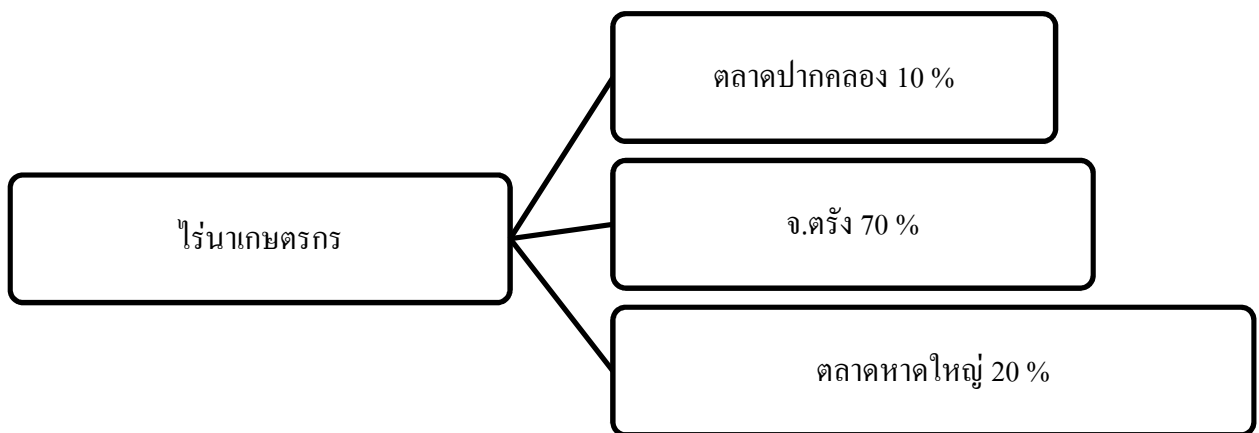 ตลาดปากคลอง 10 %
ไร่นาเกษตรกร
จ.ตรัง 70 %
ตลาดหาดใหญ่ 20 %